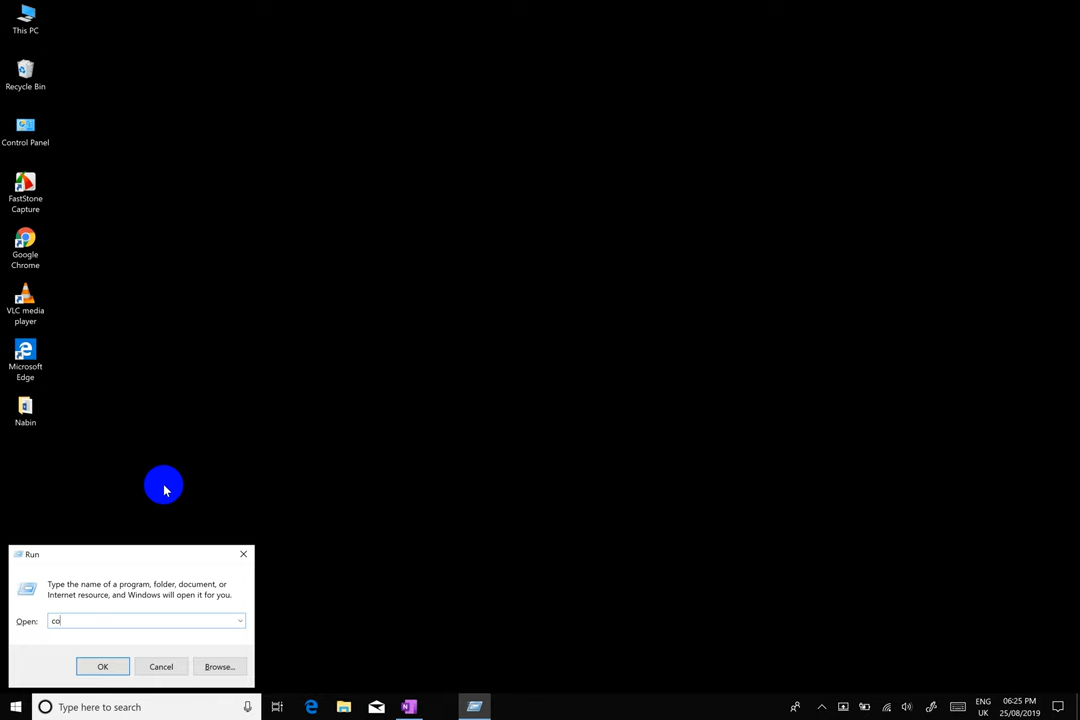 This PC
Recycle Bin
Control Panel
FastStone
Capture
Google
Chrome
VLC media
player
Microsoft
Edge
Nabin
Run
Type the name of a program, folder, document, or
Internet resource, and Windows will open it for you.
Open:
co
OK
Cancel
Browse...
Type here to search
ENG
UK
06:25 PM
25/08/2019